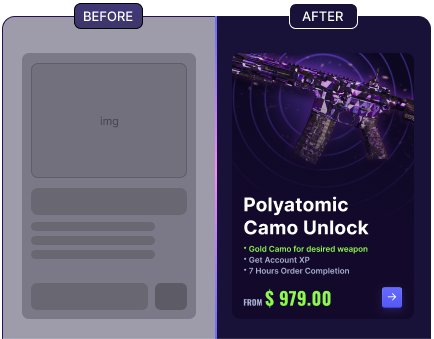 BEFORE
AFTER
img
Polyatomic
Camo Unlock
• Gold Camo for desired weapon
• Get Account XP
• 7 Hours Order Completion
FROM $ 979.00